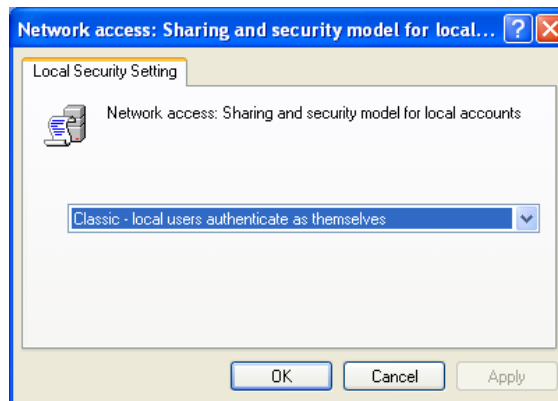 Network access: Sharing and security model for local...
Local Security Setting
Network access: Sharing and security model for local accounts
Classic - local users authenticate as themselves
OK Cancel Apply